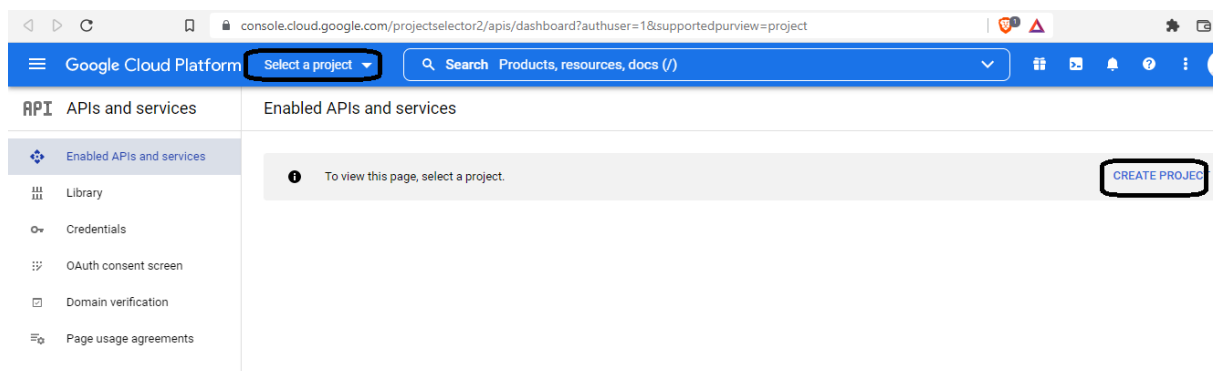 console.cloud.google.com/projectselector2/apis/dashboard?authuser=1&supportedpurview=project
1
Google Cloud Platform Select a project Search Products, resources, docs (/)
API APIs and services Enabled APIs and services
Enabled APIs and services
To view this page, select a project. CREATE PROJEC
Library
Credentials
OAuth consent screen
Domain verification
Page usage agreements